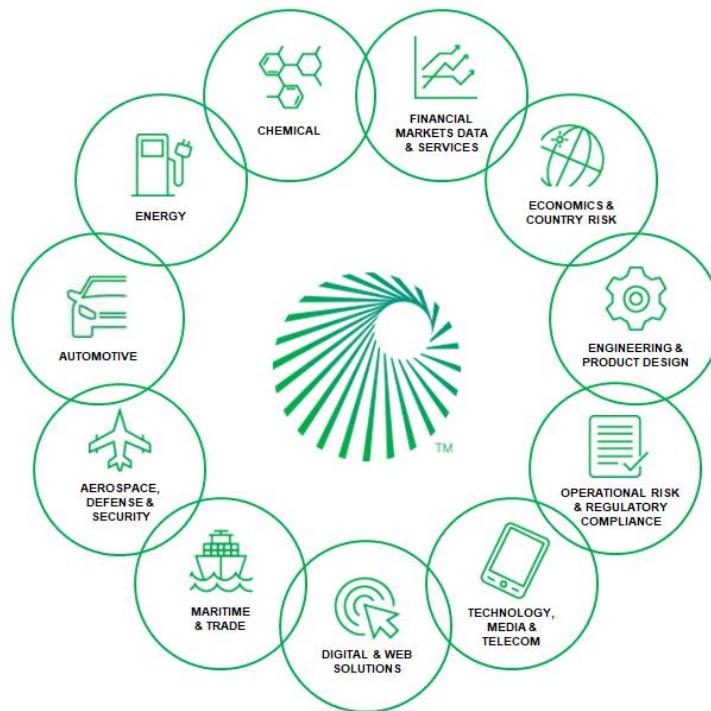 CHEMICAL
FINANCIAL
MARKETS DATA
& SERVICES
ECONOMICS &
COUNTRY RISK
ENGINEERING &
PRODUCT DESIGN
OPERATIONAL RISK
& REGULATORY
COMPLIANCE
TECHNOLOGY,
MEDIA &
TELECOM
DIGITAL & WEB
SOLUTIONS
MARITIME
& TRADE
AEROSPACE,
DEFENSE &
SECURITY
AUTOMOTIVE
ENERGY
TM